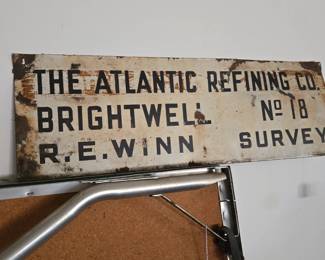 THE ATLANTIC REFINING CO.
BRIGHTWELL No 18
R.E. WINN SURVEY